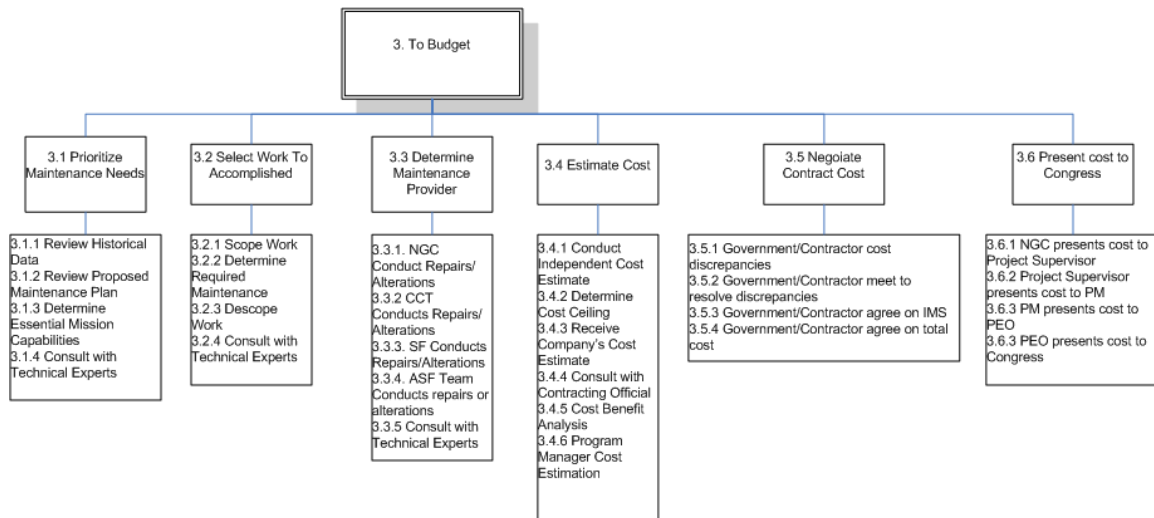 3. To Budget
3.1 Prioritize
Maintenance Needs
3.2 Select Work To
Accomplished
3.3 Determine
Maintenance
Provider
3.4 Estimate Cost
3.5 Negoiate
Contract Cost
3.6 Present cost to
Congress
3.1.1 Review Historical
Data
3.1.2 Review Proposed
Maintenance Plan
3.1.3 Determine
Essential Mission
Capabilities
3.1.4 Consult with
Technical Experts
3.2.1 Scope Work
3.2.2 Determine
Required
Maintenance
3.2.3 Descope
Work
3.2.4 Consult with
Technical Experts
3.3.1. NGC
Conduct Repairs/
Alterations
3.3.2 CCT
Conducts Repairs/
Alterations
3.3.3. SF Conducts
Repairs/Alterations
3.3.4. ASF Team
Conducts repairs or
alterations
3.3.5 Consult with
Technical Experts
3.4.1 Conduct
Independent Cost
Estimate
3.4.2 Determine
Cost Ceiling
3.4.3 Receive
Company's Cost
Estimate
3.4.4 Consult with
Contracting Official
3.4.5 Cost Benefit
Analysis
3.4.6 Program
Manager Cost
Estimation
3.5.1 Government/Contractor cost
discrepancies
3.5.2 Government/Contractor meet to
resolve discrepancies
3.5.3 Government/Contractor agree on IMS
3.5.4 Government/Contractor agree on total
cost
3.6.1 NGC presents cost to
Project Supervisor
3.6.2 Project Supervisor
presents cost to PM
3.6.3 PM presents cost to
PEO
3.6.3 PEO presents cost to
Congress